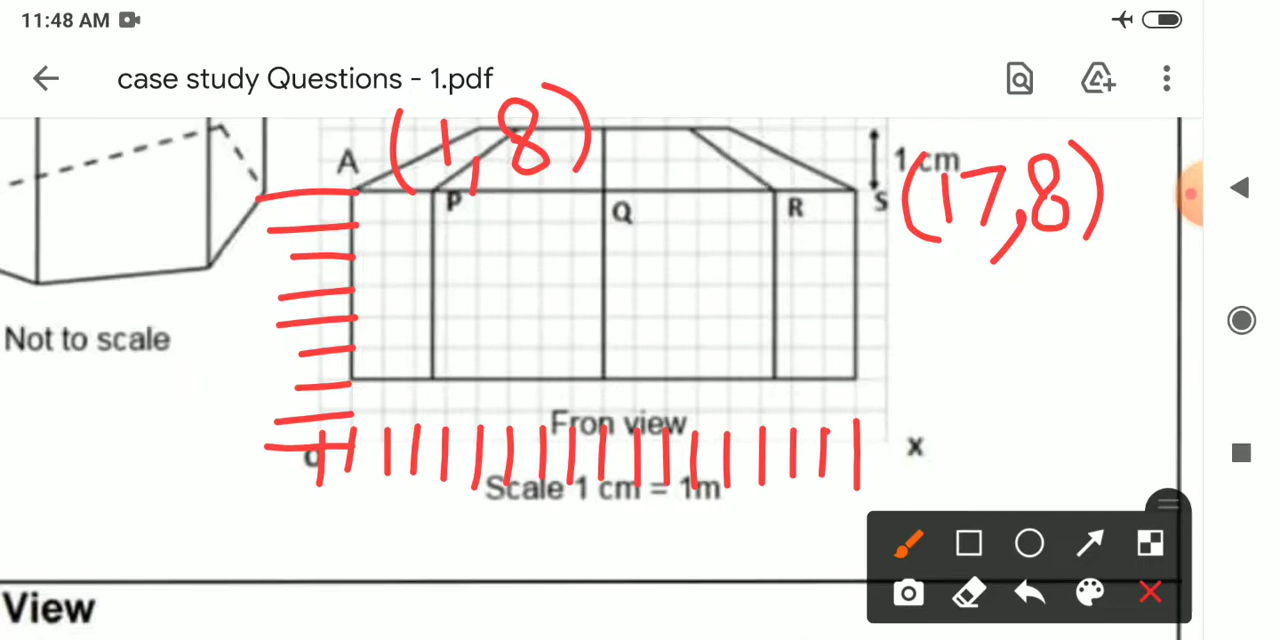 11:48 AM
case study Questions - 1.pdf
(1,8)
A
1 cm
(17,8)
P
Q
R
S
Not to scale
Fron view
x
Scale 1 cm = 1m
View